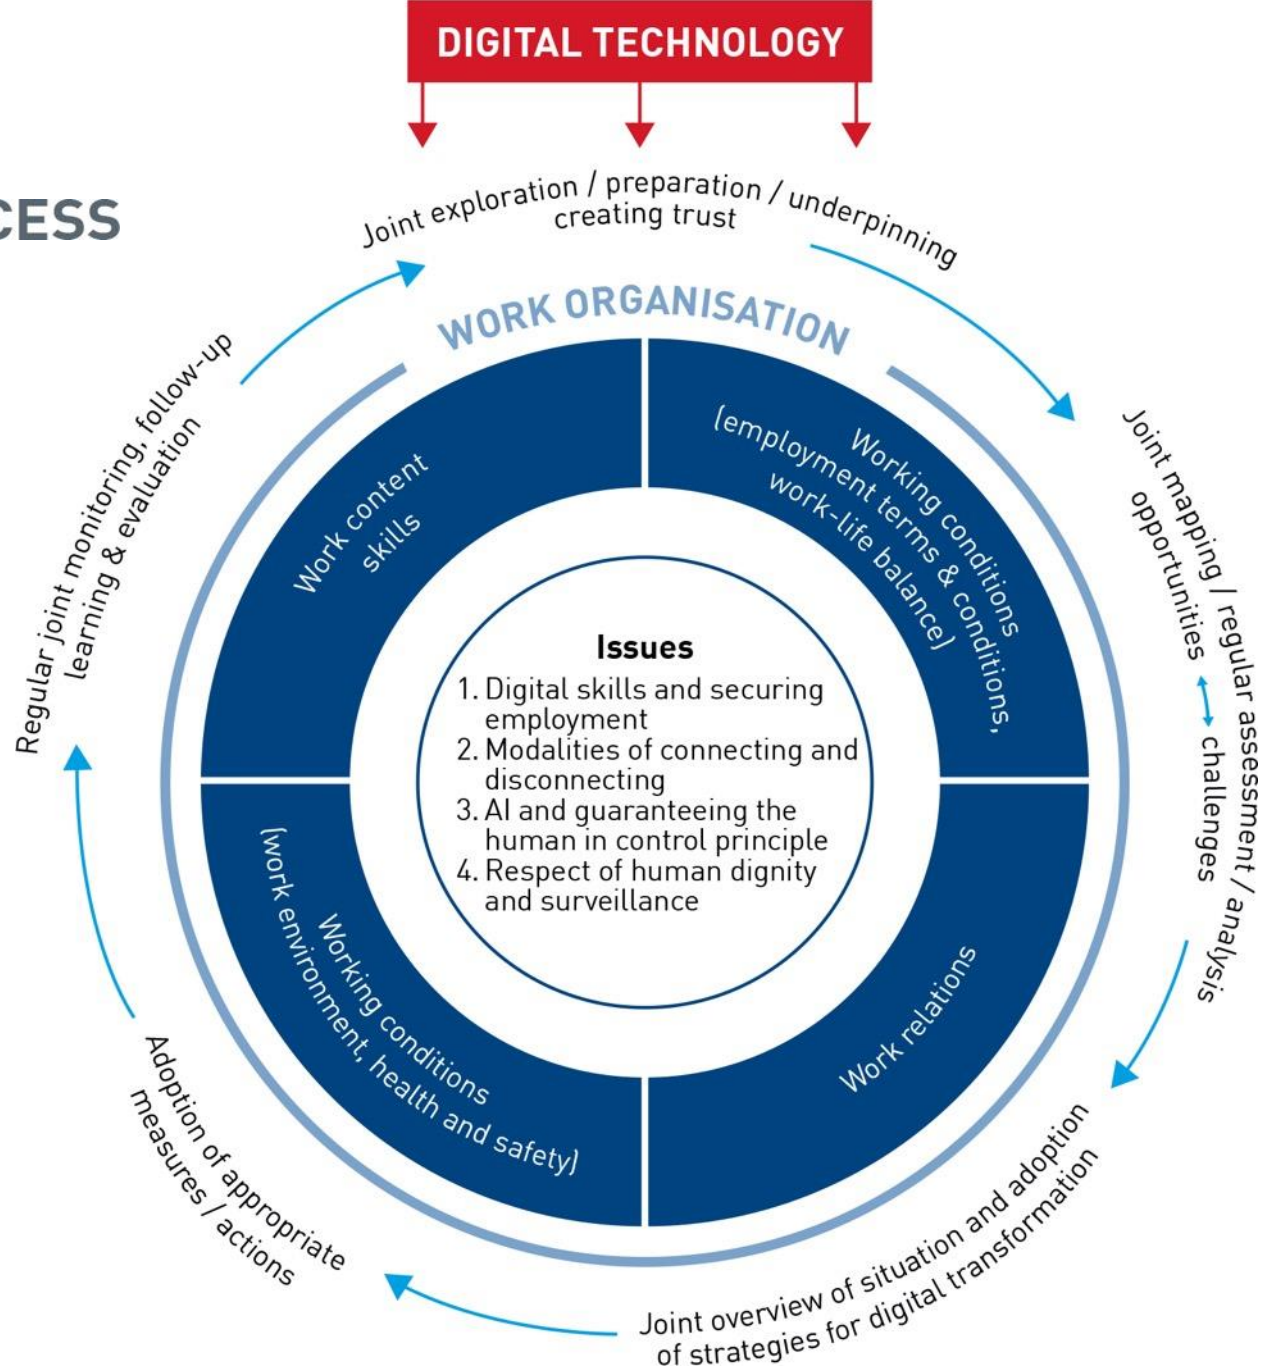 DIGITAL TECHNOLOGY
CESS
Joint exploration / preparation / underpinning
creating trust
WORK ORGANISATION
Joint mapping / regular assessment / analysis
opportunities
challenges
Joint overview of situation and adoption
of strategies for digital transformation
Adoption of appropriate
measures / actions
Regular joint monitoring, follow-up
learning & evaluation
Work content
skills
Working conditions
(employment terms & conditions,
work-life balance)
Work relations
Working conditions
(work environment, health and safety)
Issues
1. Digital skills and securing
employment
2. Modalities of connecting and
disconnecting
3. AI and guaranteeing the
human in control principle
4. Respect of human dignity
and surveillance